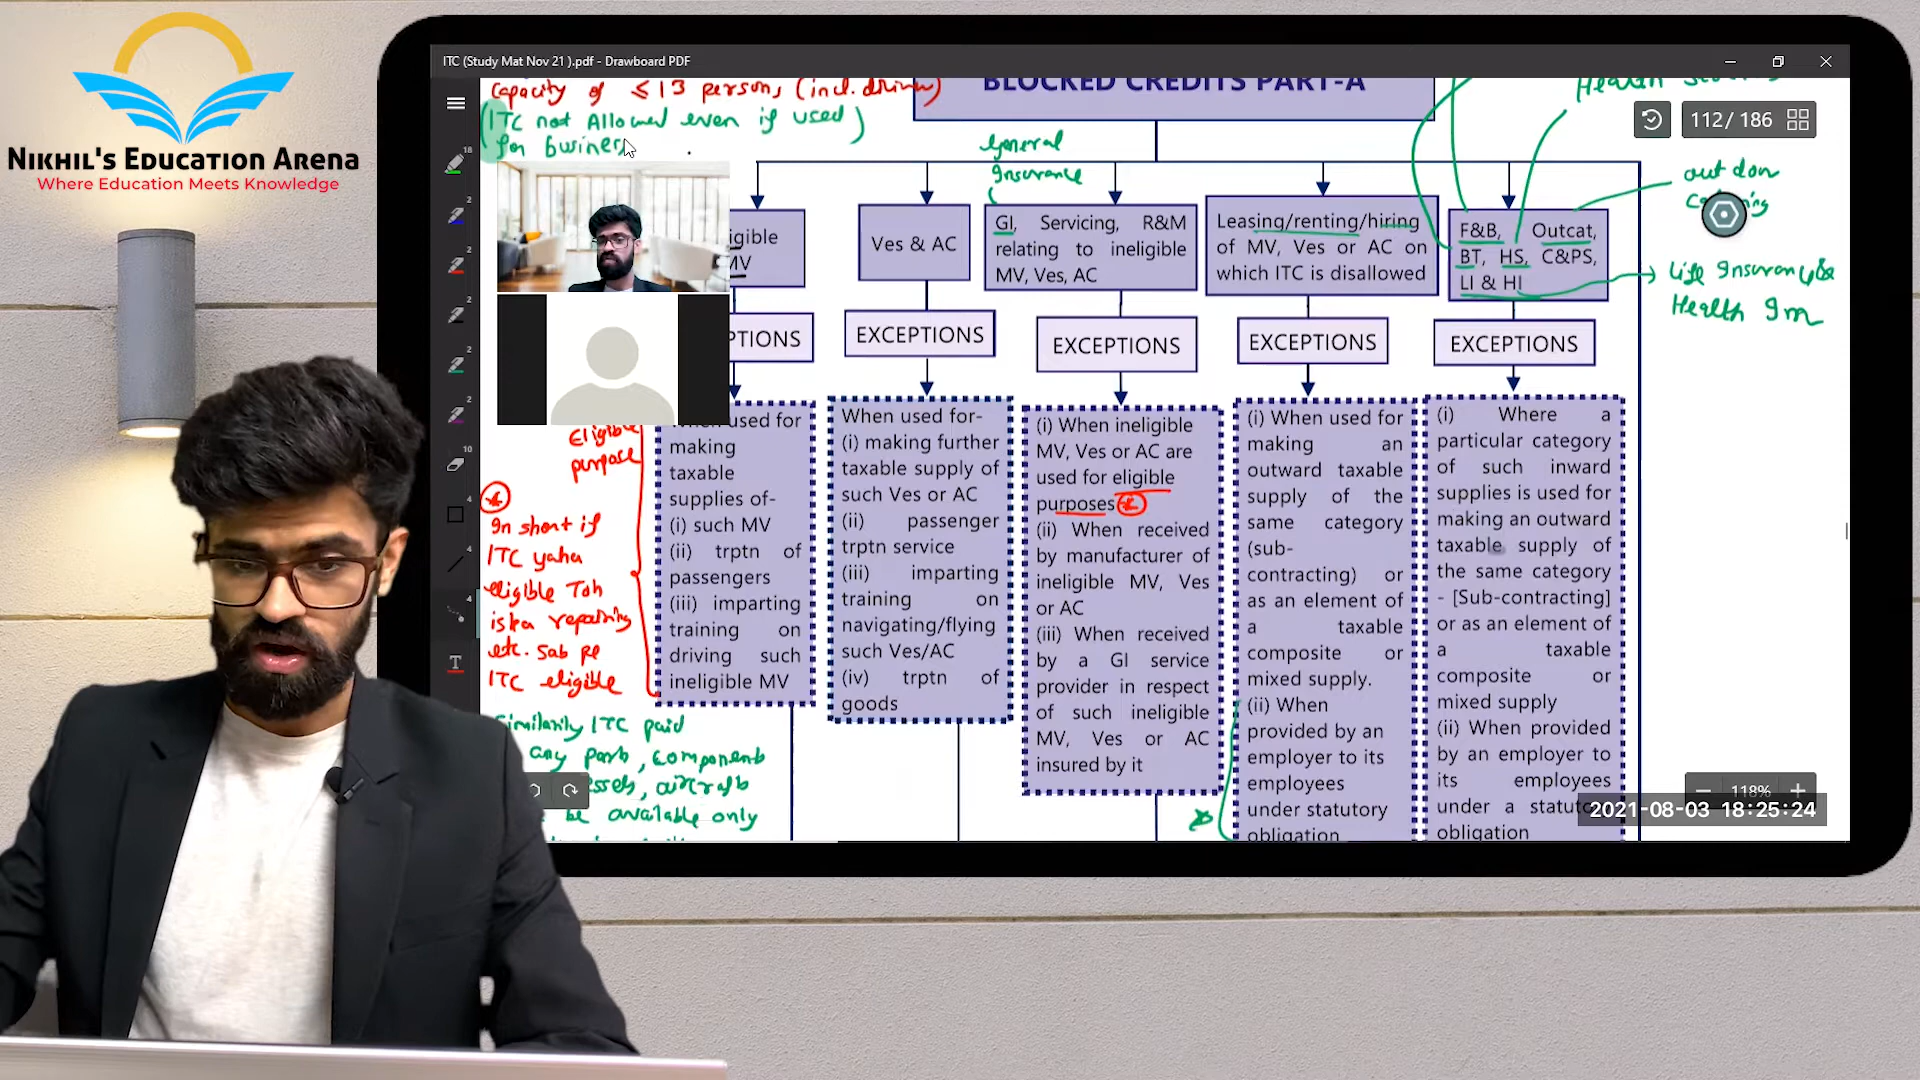 NIKHIL'S EDUCATION ARENA
Where Education Meets Knowledge
ITC (Study Mat Nov 21 ).pdf - Drawboard PDF
112/ 186
BLOCKED CREDITS PART-A
capacity of ≤ 13 persons (incl. driver)
(ITC not Allowed even if used)
for business
General
Insurance
out door
Ves & AC
GI, Servicing, R&M
relating to ineligible
MV, Ves, AC
Leasing/renting/hiring
of MV, Ves or AC on
which ITC is disallowed
F&B, Outcat,
BT, HS, C&PS,
LI & HI
Life Insurance &
Health Ins
igible
MV
PTIONS
EXCEPTIONS
EXCEPTIONS
EXCEPTIONS
EXCEPTIONS
Eligible
purpose
In short if
ITC yaha
eligible Toh
iska repairing
etc. Sab pe
ITC eligible
Similarily ITC paid
any parts, components
be available only
used for
making
taxable
supplies of-
(i) such MV
(ii) trptn of
passengers
(iii) imparting
training on
driving such
ineligible MV
When used for-
(i) making further
taxable supply of
such Ves or AC
(ii) passenger
trptn service
(iii) imparting
training on
navigating/flying
such Ves/AC
(iv) trptn of
goods
(i) When ineligible
MV, Ves or AC are
used for eligible
purposes
(ii) When received
by manufacturer of
ineligible MV, Ves
or AC
(iii) When received
by a GI service
provider in respect
of such ineligible
MV, Ves or AC
insured by it
(i) When used for
making an
outward taxable
supply of the
same category
(sub-
contracting) or
as an element of
a taxable
composite or
mixed supply.
(ii) When
provided by an
employer to its
employees
under statutory
obligation
(i) Where a
particular category
of such inward
supplies is used for
making an outward
taxable supply of
the same category
- [Sub-contracting]
or as an element of
a taxable
composite or
mixed supply
(ii) When provided
by an employer to
its employees
under a statutory
obligation
118%
2021-08-03 18:25:24